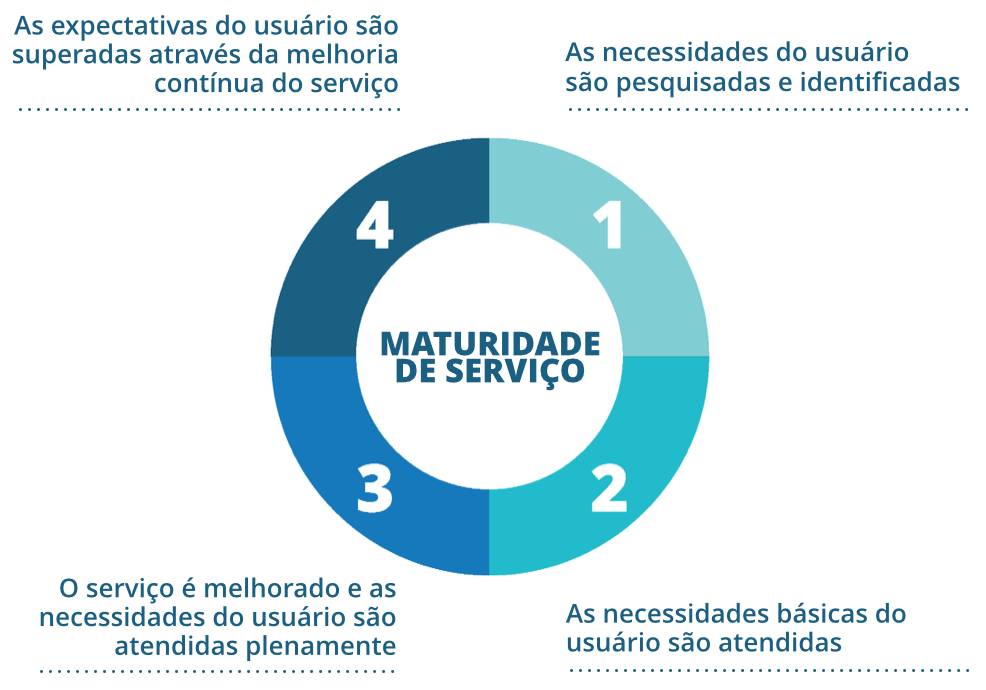 As expectativas do usuário são
superadas através da melhoria
contínua do serviço
As necessidades do usuário
são pesquisadas e identificadas
4
1
MATURIDADE
DE SERVIÇO
3
2
O serviço é melhorado e as
necessidades do usuário são
atendidas plenamente
As necessidades básicas do
usuário são atendidas